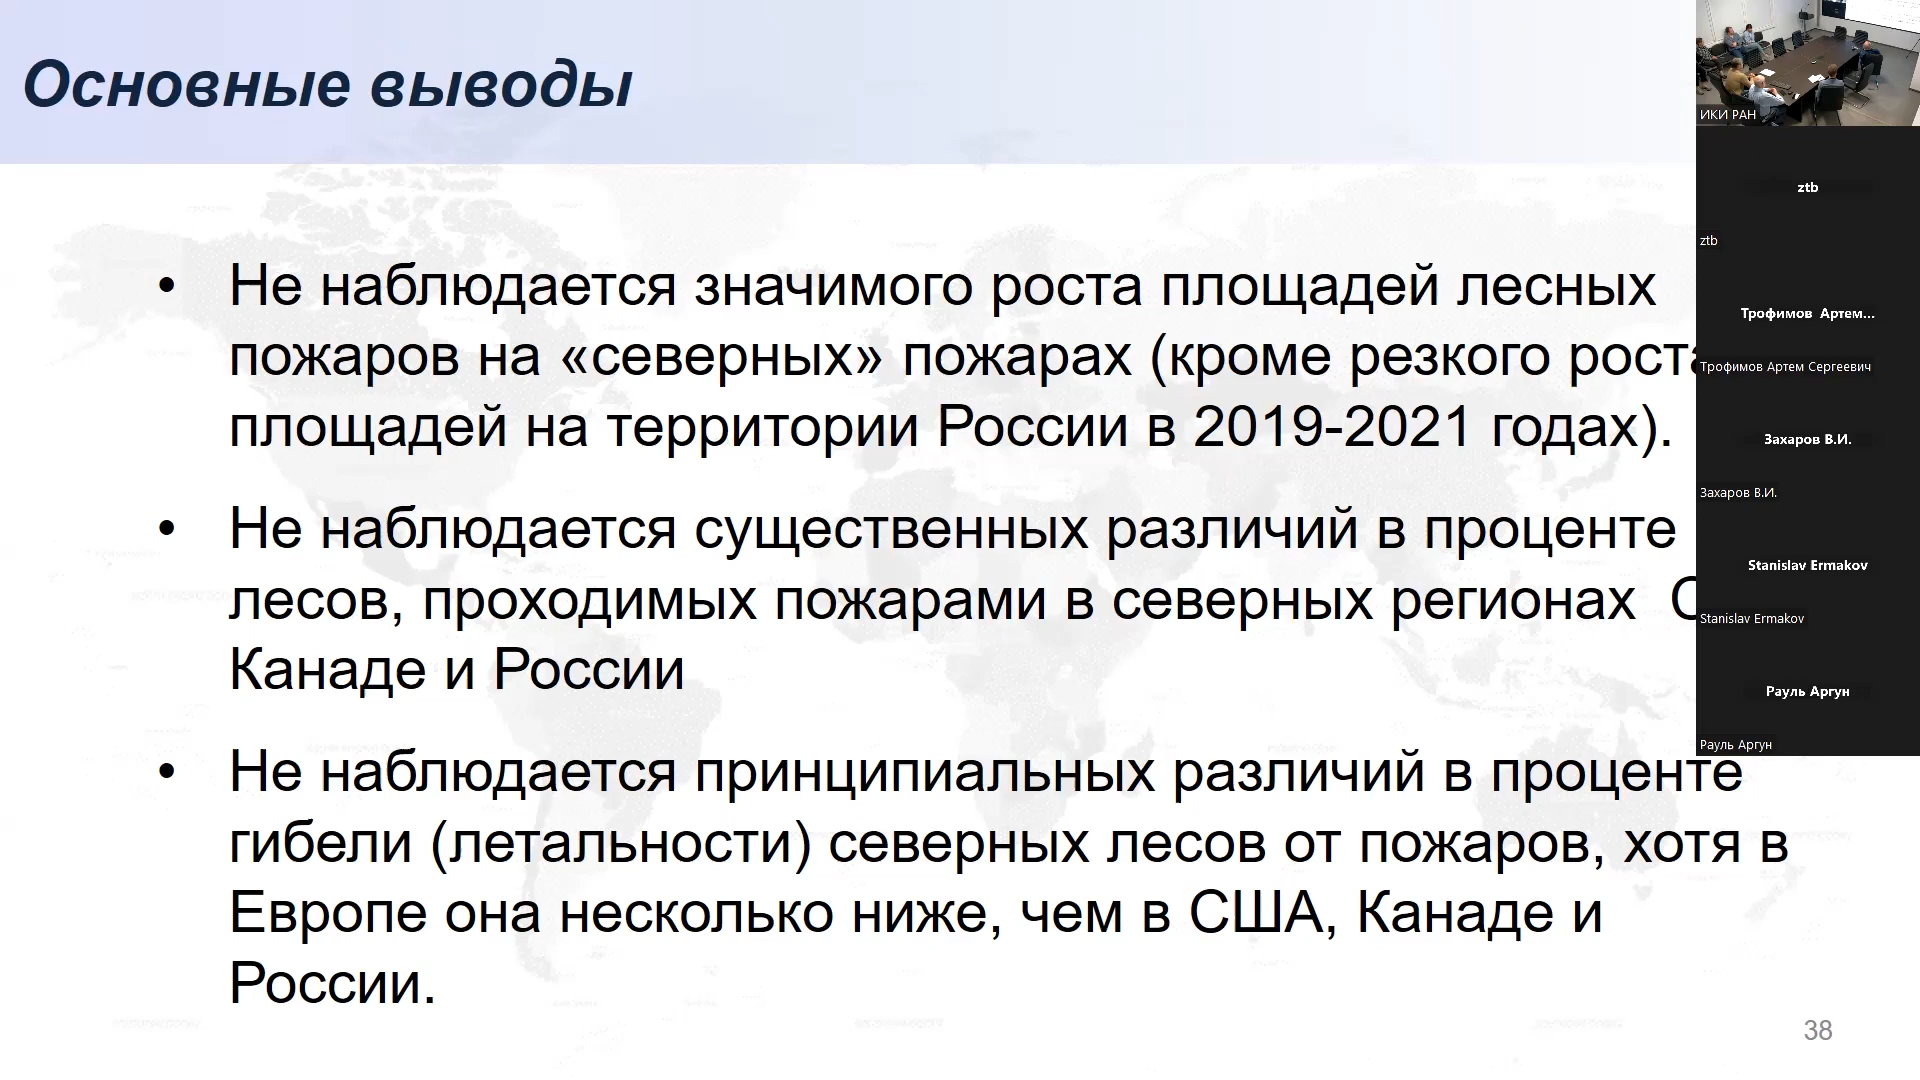 Основные выводы
• Не наблюдается значимого роста площадей лесных
пожаров на «северных» пожарах (кроме резкого роста
площадей на территории России в 2019-2021 годах).
• Не наблюдается существенных различий в проценте
лесов, проходимых пожарами в северных регионах
Канаде и России
• Не наблюдается принципиальных различий в проценте
гибели (летальности) северных лесов от пожаров, хотя в
Европе она несколько ниже, чем в США, Канаде и
России.
38
ИКИ РАН
ztb
ztb
Трофимов Артем...
Трофимов Артем Сергеевич
Захаров В.И.
Захаров В.И.
Stanislav Ermakov
Stanislav Ermakov
Рауль Аргун
Рауль Аргун